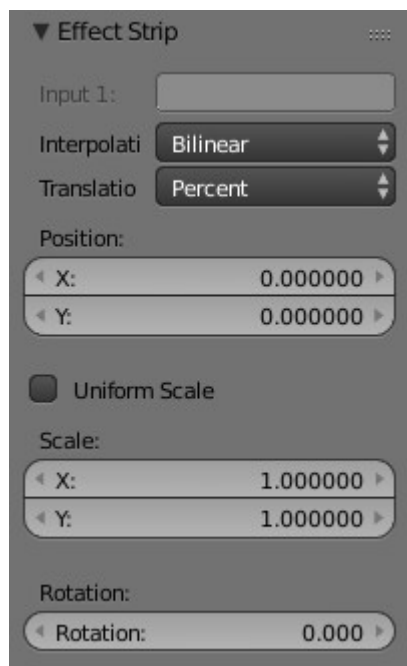 Effect Strip
Input 1:
Interpolati Bilinear
Translatio Percent
Position:
X: 0.000000
Y: 0.000000
Uniform Scale
Scale:
X: 1.000000
Y: 1.000000
Rotation:
Rotation: 0.000